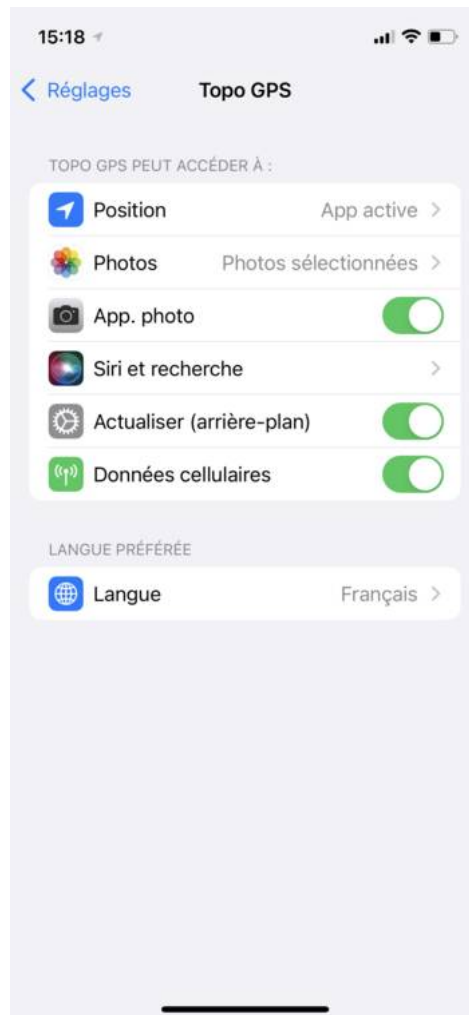 15:18
Réglages Topo GPS
TOPO GPS PEUT ACCÉDER À :
Position App active
Photos Photos sélectionnées
App. photo
Siri et recherche
Actualiser (arrière-plan)
Données cellulaires
LANGUE PRÉFÉRÉE
Langue Français